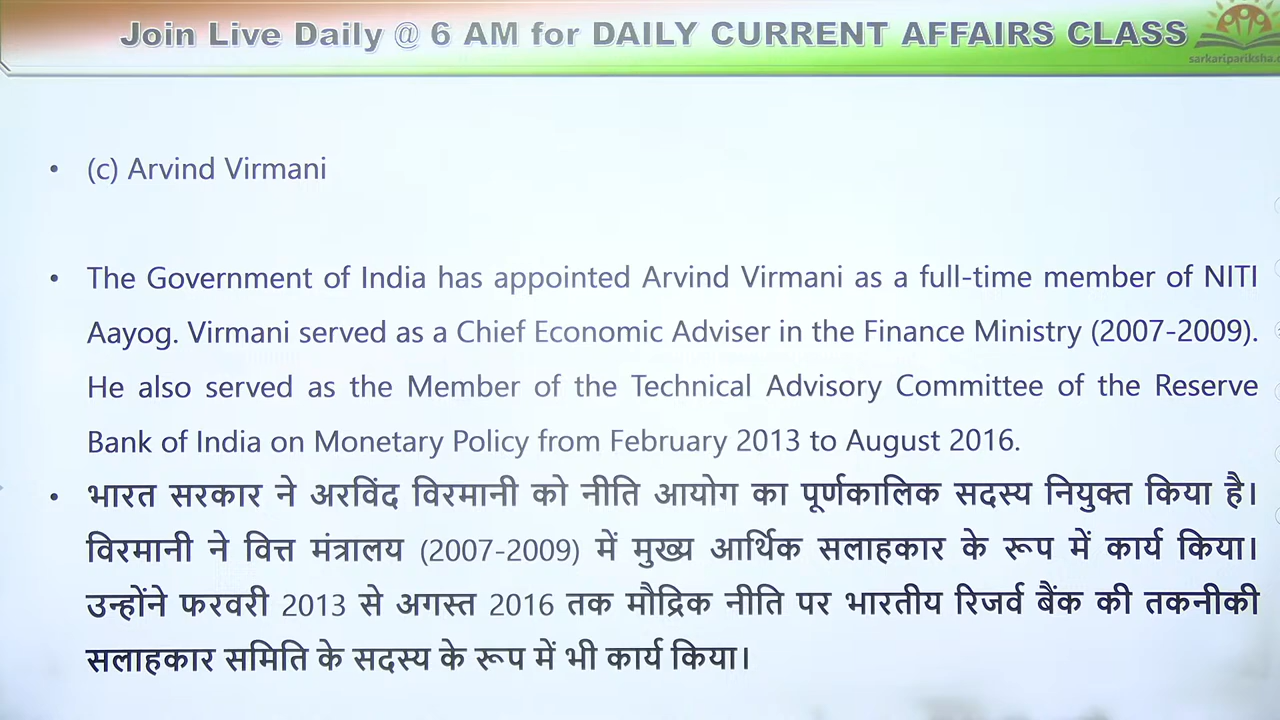 Join Live Daily @ 6 AM for DAILY CURRENT AFFAIRS CLASS
• (c) Arvind Virmani
• The Government of India has appointed Arvind Virmani as a full-time member of NITI
Aayog. Virmani served as a Chief Economic Adviser in the Finance Ministry (2007-2009).
He also served as the Member of the Technical Advisory Committee of the Reserve
Bank of India on Monetary Policy from February 2013 to August 2016.
• भारत सरकार ने अरविंद विरमानी को नीति आयोग का पूर्णकालिक सदस्य नियुक्त किया है।
विरमानी ने वित्त मंत्रालय (2007-2009) में मुख्य आर्थिक सलाहकार के रूप में कार्य किया।
उन्होंने फरवरी 2013 से अगस्त 2016 तक मौद्रिक नीति पर भारतीय रिजर्व बैंक की तकनीकी
सलाहकार समिति के सदस्य के रूप में भी कार्य किया।